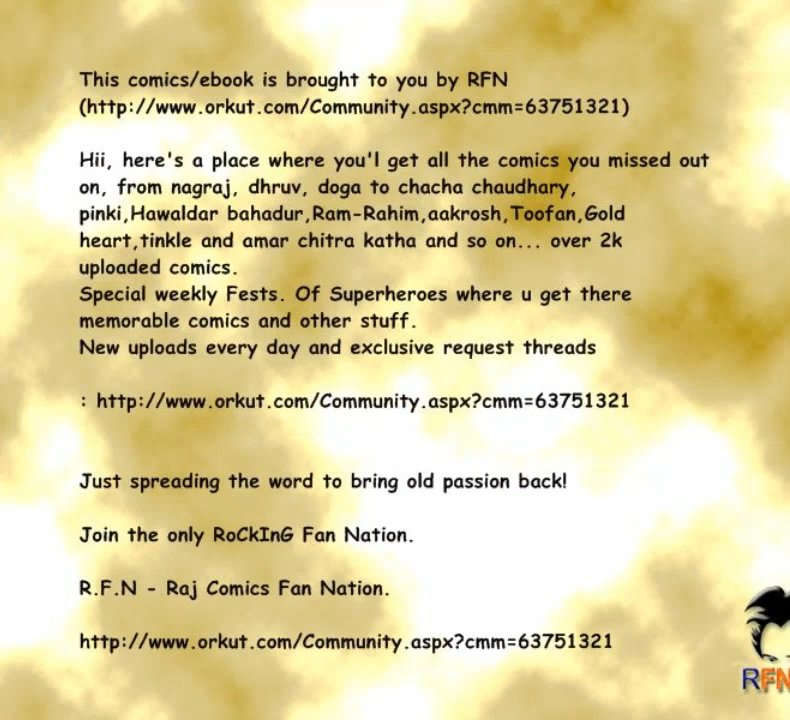 This comics/ebook is brought to you by RFN
(http://www.orkut.com/Community.aspx?cmm=63751321)
Hii, here's a place where you'l get all the comics you missed out
on, from nagraj, dhruv, doga to chacha chaudhary,
pinki,Hawaldar bahadur,Ram-Rahim,aakrosh,Toofan,Gold
heart,tinkle and amar chitra katha and so on... over 2k
uploaded comics.
Special weekly Fests. Of Superheroes where u get there
memorable comics and other stuff.
New uploads every day and exclusive request threads
: http://www.orkut.com/Community.aspx?cmm=63751321
Just spreading the word to bring old passion back!
Join the only RoCkInG Fan Nation.
R.F.N - Raj Comics Fan Nation.
http://www.orkut.com/Community.aspx?cmm=63751321
RFN